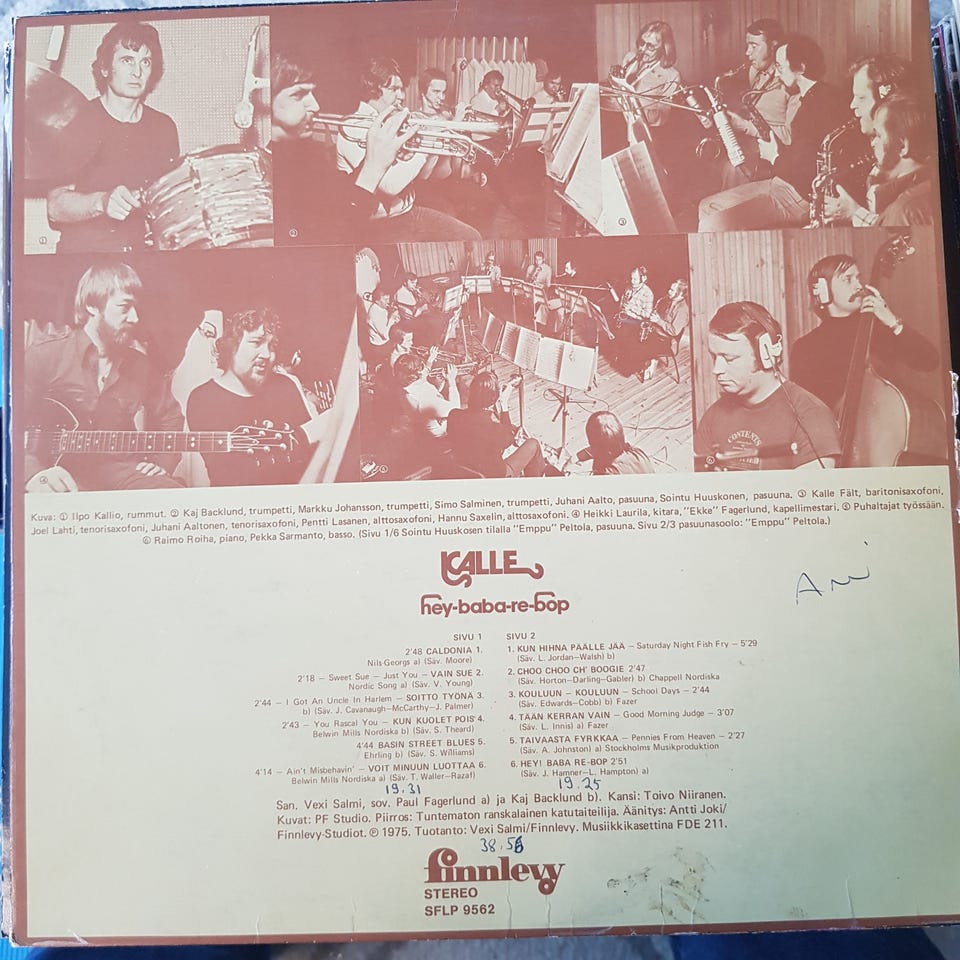 CONTENTS
Kuva: ① Ilpo Kallio, rummut. ② Kaj Backlund, trumpetti, Markku Johansson, trumpetti, Simo Salminen, trumpetti, Juhani Aalto, pasuuna, Sointu Huuskonen, pasuuna. ③ Kalle Fält, baritonisaxofoni,
Joel Lahti, tenorisaxofoni, Juhani Aaltonen, tenorisaxofoni, Pentti Lasanen, alttosaxofoni, Hannu Saxelin, alttosaxofoni. ④ Heikki Laurila, kitara, "Ekke" Fagerlund, kapellimestari. ⑤ Puhaltajat työssään.
⑥ Raimo Roiha, piano, Pekka Sarmanto, basso. (Sivu 1/6 Sointu Huuskosen tilalla "Emppu" Peltola, pasuuna. Sivu 2/3 pasuunasoolo: "Emppu" Peltola.)
KALLE
hey-baba-re-bop
SIVU 1
2'48 CALDONIA 1.
Nils-Georgs a) (Säv. Moore)
2'18 – Sweet Sue – Just You – VAIN SUE 2.
Nordic Song a) (Säv. V. Young)
2'44 – I Got An Uncle In Harlem – SOITTO TYÖNÄ 3.
b) (Säv. J. Cavanaugh–McCarthy–J. Palmer)
2'43 – You Rascal You – KUN KUOLET POIS 4.
Belwin Mills Nordiska b) (Säv. S. Theard)
4'44 BASIN STREET BLUES 5.
Ehrling b) (Säv. S. Williams)
4'14 – Ain't Misbehavin' – VOIT MINUUN LUOTTAA 6.
Belwin Mills Nordiska a) (Säv. T. Waller–Razaf)
19.31
SIVU 2
1. KUN HIHNA PÄÄLLE JÄÄ – Saturday Night Fish Fry – 5'29
(Säv. L. Jordan–Walsh) b)
2. CHOO CHOO CH' BOOGIE 2'47
(Säv. Horton–Darling–Gabler) b) Chappell Nordiska
3. KOULUUN – KOULUUN – School Days – 2'44
(Säv. Edwards–Cobb) b) Fazer
4. TÄÄN KERRAN VAIN – Good Morning Judge – 3'07
(Säv. L. Innis) a) Fazer
5. TAIVAASTA FYRKKAA – Pennies From Heaven – 2'27
(Säv. A. Johnston) a) Stockholms Musikproduktion
6. HEY! BABA RE-BOP 2'51
(Säv. J. Hamner–L. Hampton) a)
19.25
San. Vexi Salmi, sov. Paul Fagerlund a) ja Kaj Backlund b). Kansi: Toivo Niiranen.
Kuvat: PF Studio. Piirros: Tuntematon ranskalainen katutaiteilija. Äänitys: Antti Joki/
Finnlevy-Studiot. ℗ 1975. Tuotanto: Vexi Salmi/Finnlevy. Musiikkikasettina FDE 211.
38.56
finnlevy
STEREO
SFLP 9562